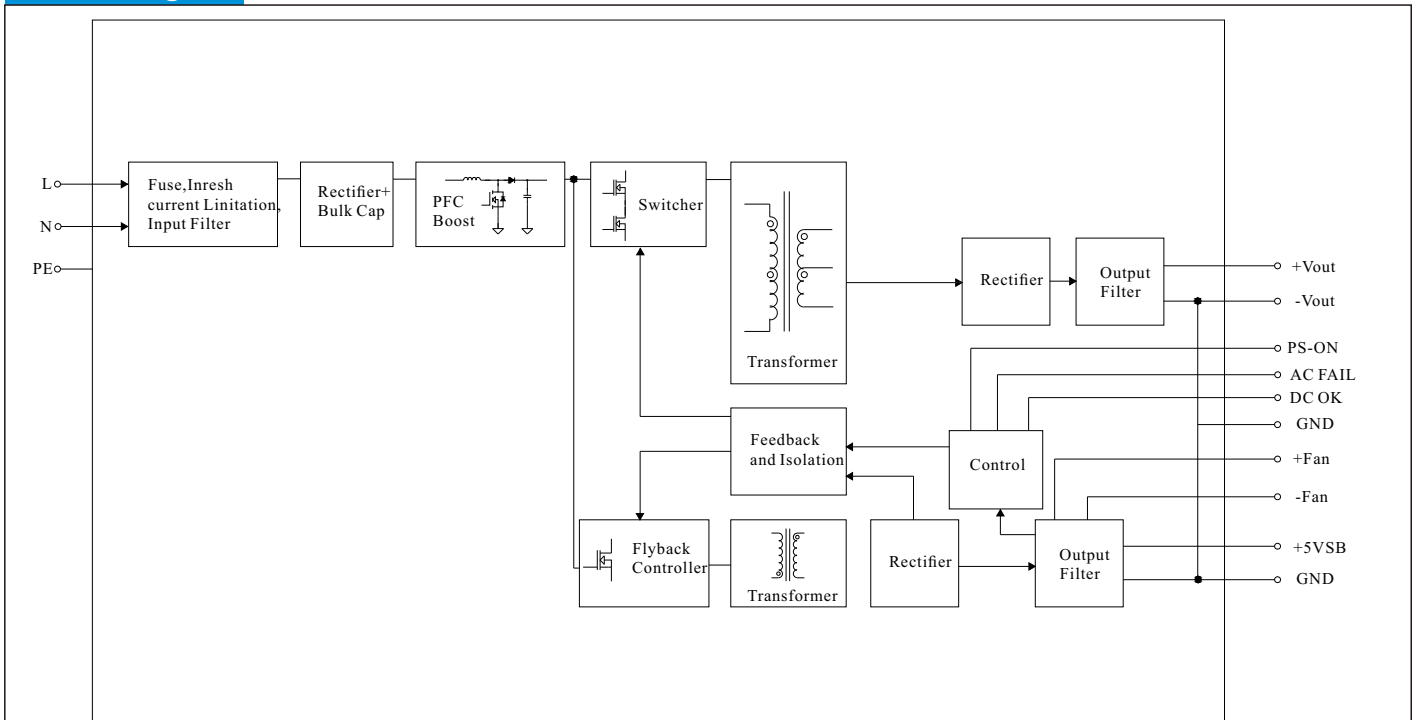 L
N
PE
Fuse,Inresh
current Linitation,
Input Filter
Rectifier+
Bulk Cap
PFC
Boost
Switcher
Transformer
Rectifier
Output
Filter
+Vout
-Vout
PS-ON
AC FAIL
DC OK
GND
+Fan
-Fan
+5VSB
GND
Feedback
and Isolation
Control
Flyback
Controller
Transformer
Rectifier
Output
Filter